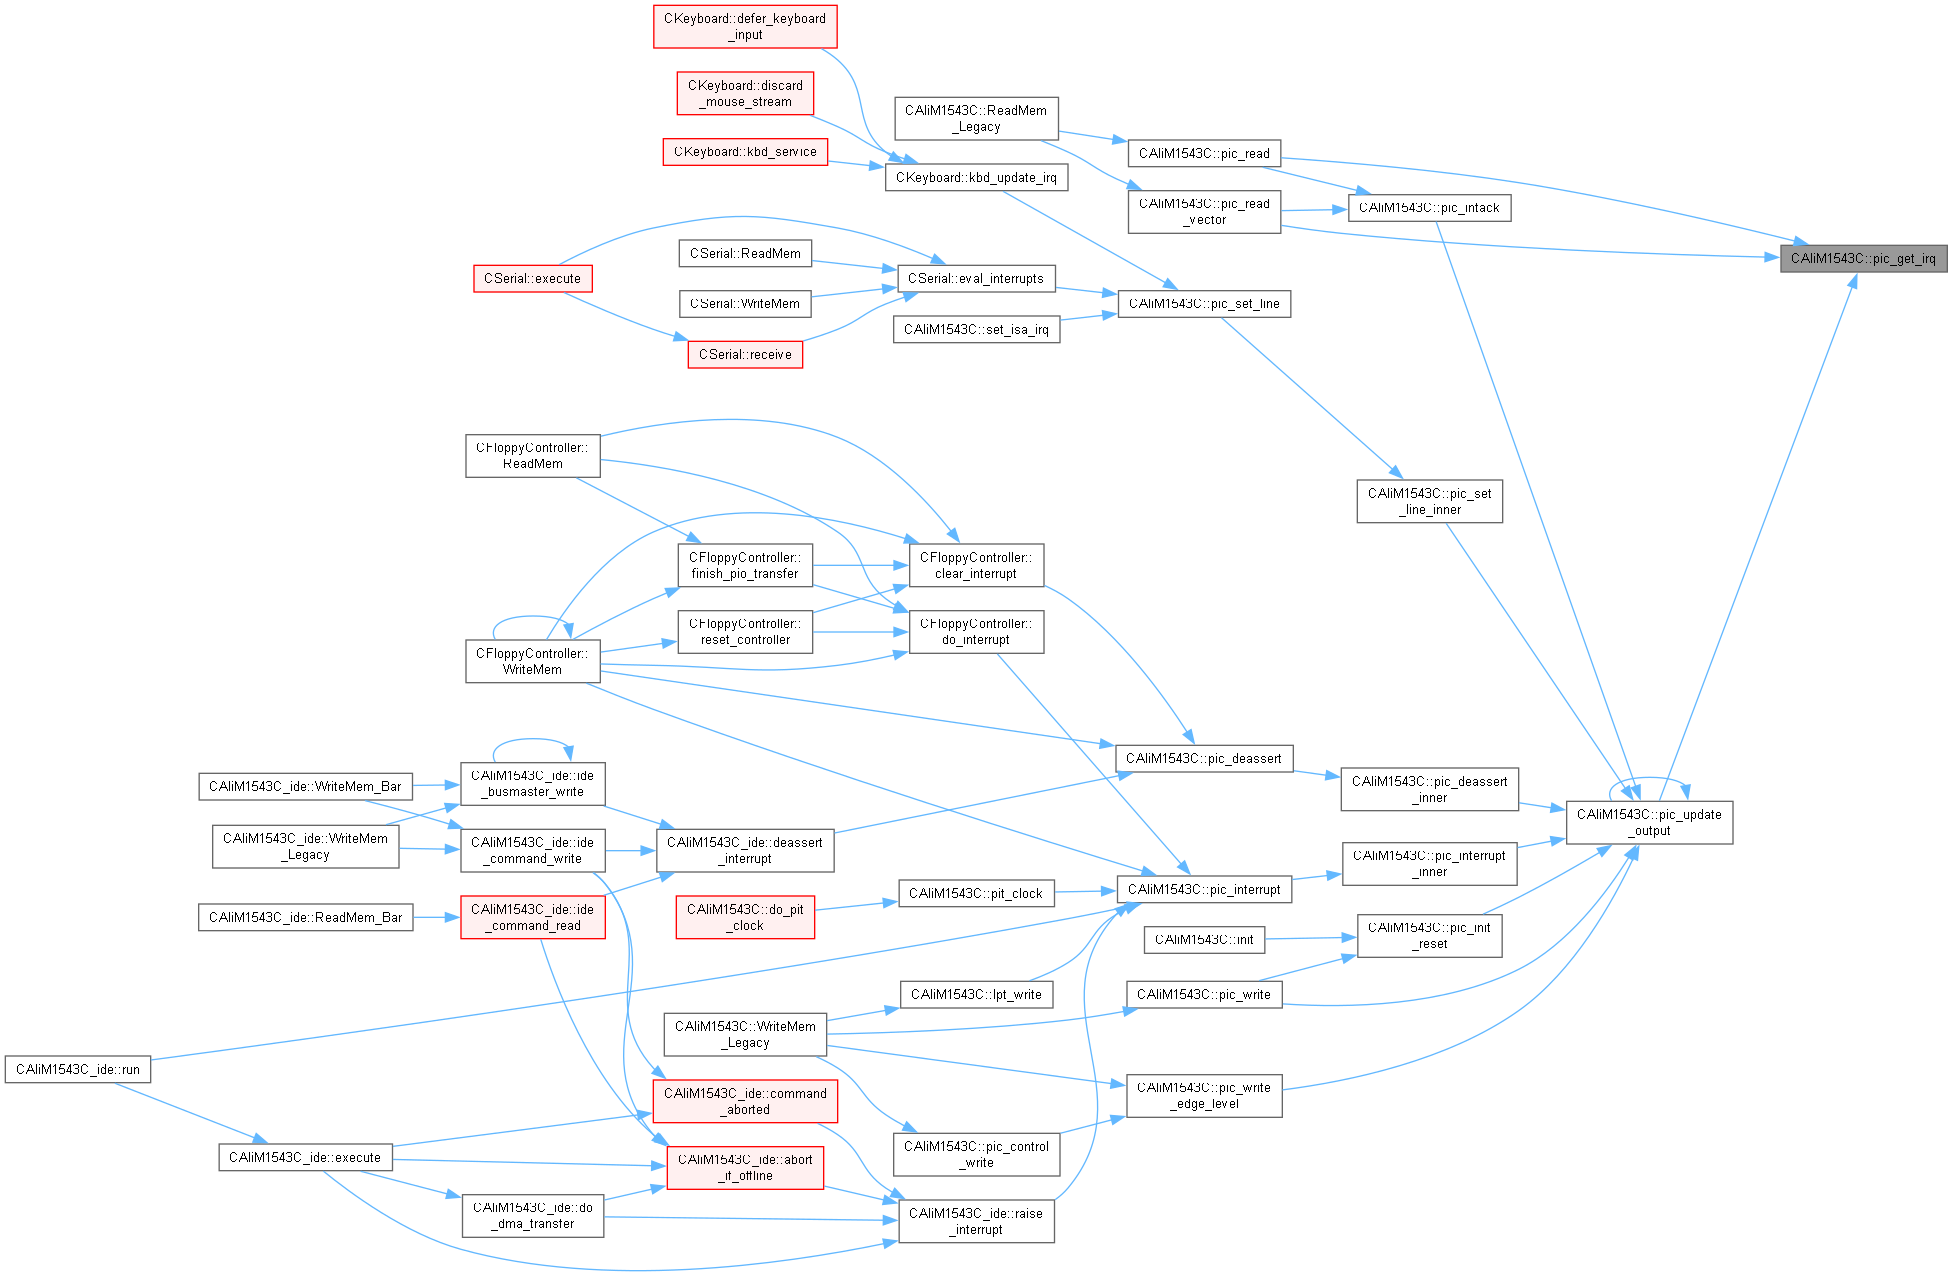 CKeyboard::defer_keyboard
_input
CKeyboard::discard
_mouse_stream
CKeyboard::kbd_service
CAliM1543C::ReadMem
_Legacy
CKeyboard::kbd_update_irq
CAliM1543C::pic_read
CAliM1543C::pic_read
_vector
CAliM1543C::pic_intack
CAliM1543C::pic_get_irq
CSerial::ReadMem
CSerial::execute
CSerial::WriteMem
CSerial::receive
CSerial::eval_interrupts
CAliM1543C::set_isa_irq
CAliM1543C::pic_set_line
CFloppyController::
ReadMem
CAliM1543C::pic_set
_line_inner
CFloppyController::
finish_pio_transfer
CFloppyController::
clear_interrupt
CFloppyController::
reset_controller
CFloppyController::
do_interrupt
CFloppyController::
WriteMem
CAliM1543C::pic_deassert
CAliM1543C::pic_deassert
_inner
CAliM1543C_ide::WriteMem_Bar
CAliM1543C_ide::ide
_busmaster_write
CAliM1543C::pic_update
_output
CAliM1543C_ide::WriteMem
_Legacy
CAliM1543C_ide::ide
_command_write
CAliM1543C_ide::deassert
_interrupt
CAliM1543C::pic_interrupt
_inner
CAliM1543C::pit_clock
CAliM1543C::pic_interrupt
CAliM1543C_ide::ReadMem_Bar
CAliM1543C_ide::ide
_command_read
CAliM1543C::do_pit
_clock
CAliM1543C::init
CAliM1543C::pic_init
_reset
CAliM1543C::lpt_write
CAliM1543C::pic_write
CAliM1543C::WriteMem
_Legacy
CAliM1543C_ide::run
CAliM1543C_ide::command
_aborted
CAliM1543C::pic_write
_edge_level
CAliM1543C_ide::execute
CAliM1543C_ide::abort
_if_offline
CAliM1543C::pic_control
_write
CAliM1543C_ide::do
_dma_transfer
CAliM1543C_ide::raise
_interrupt